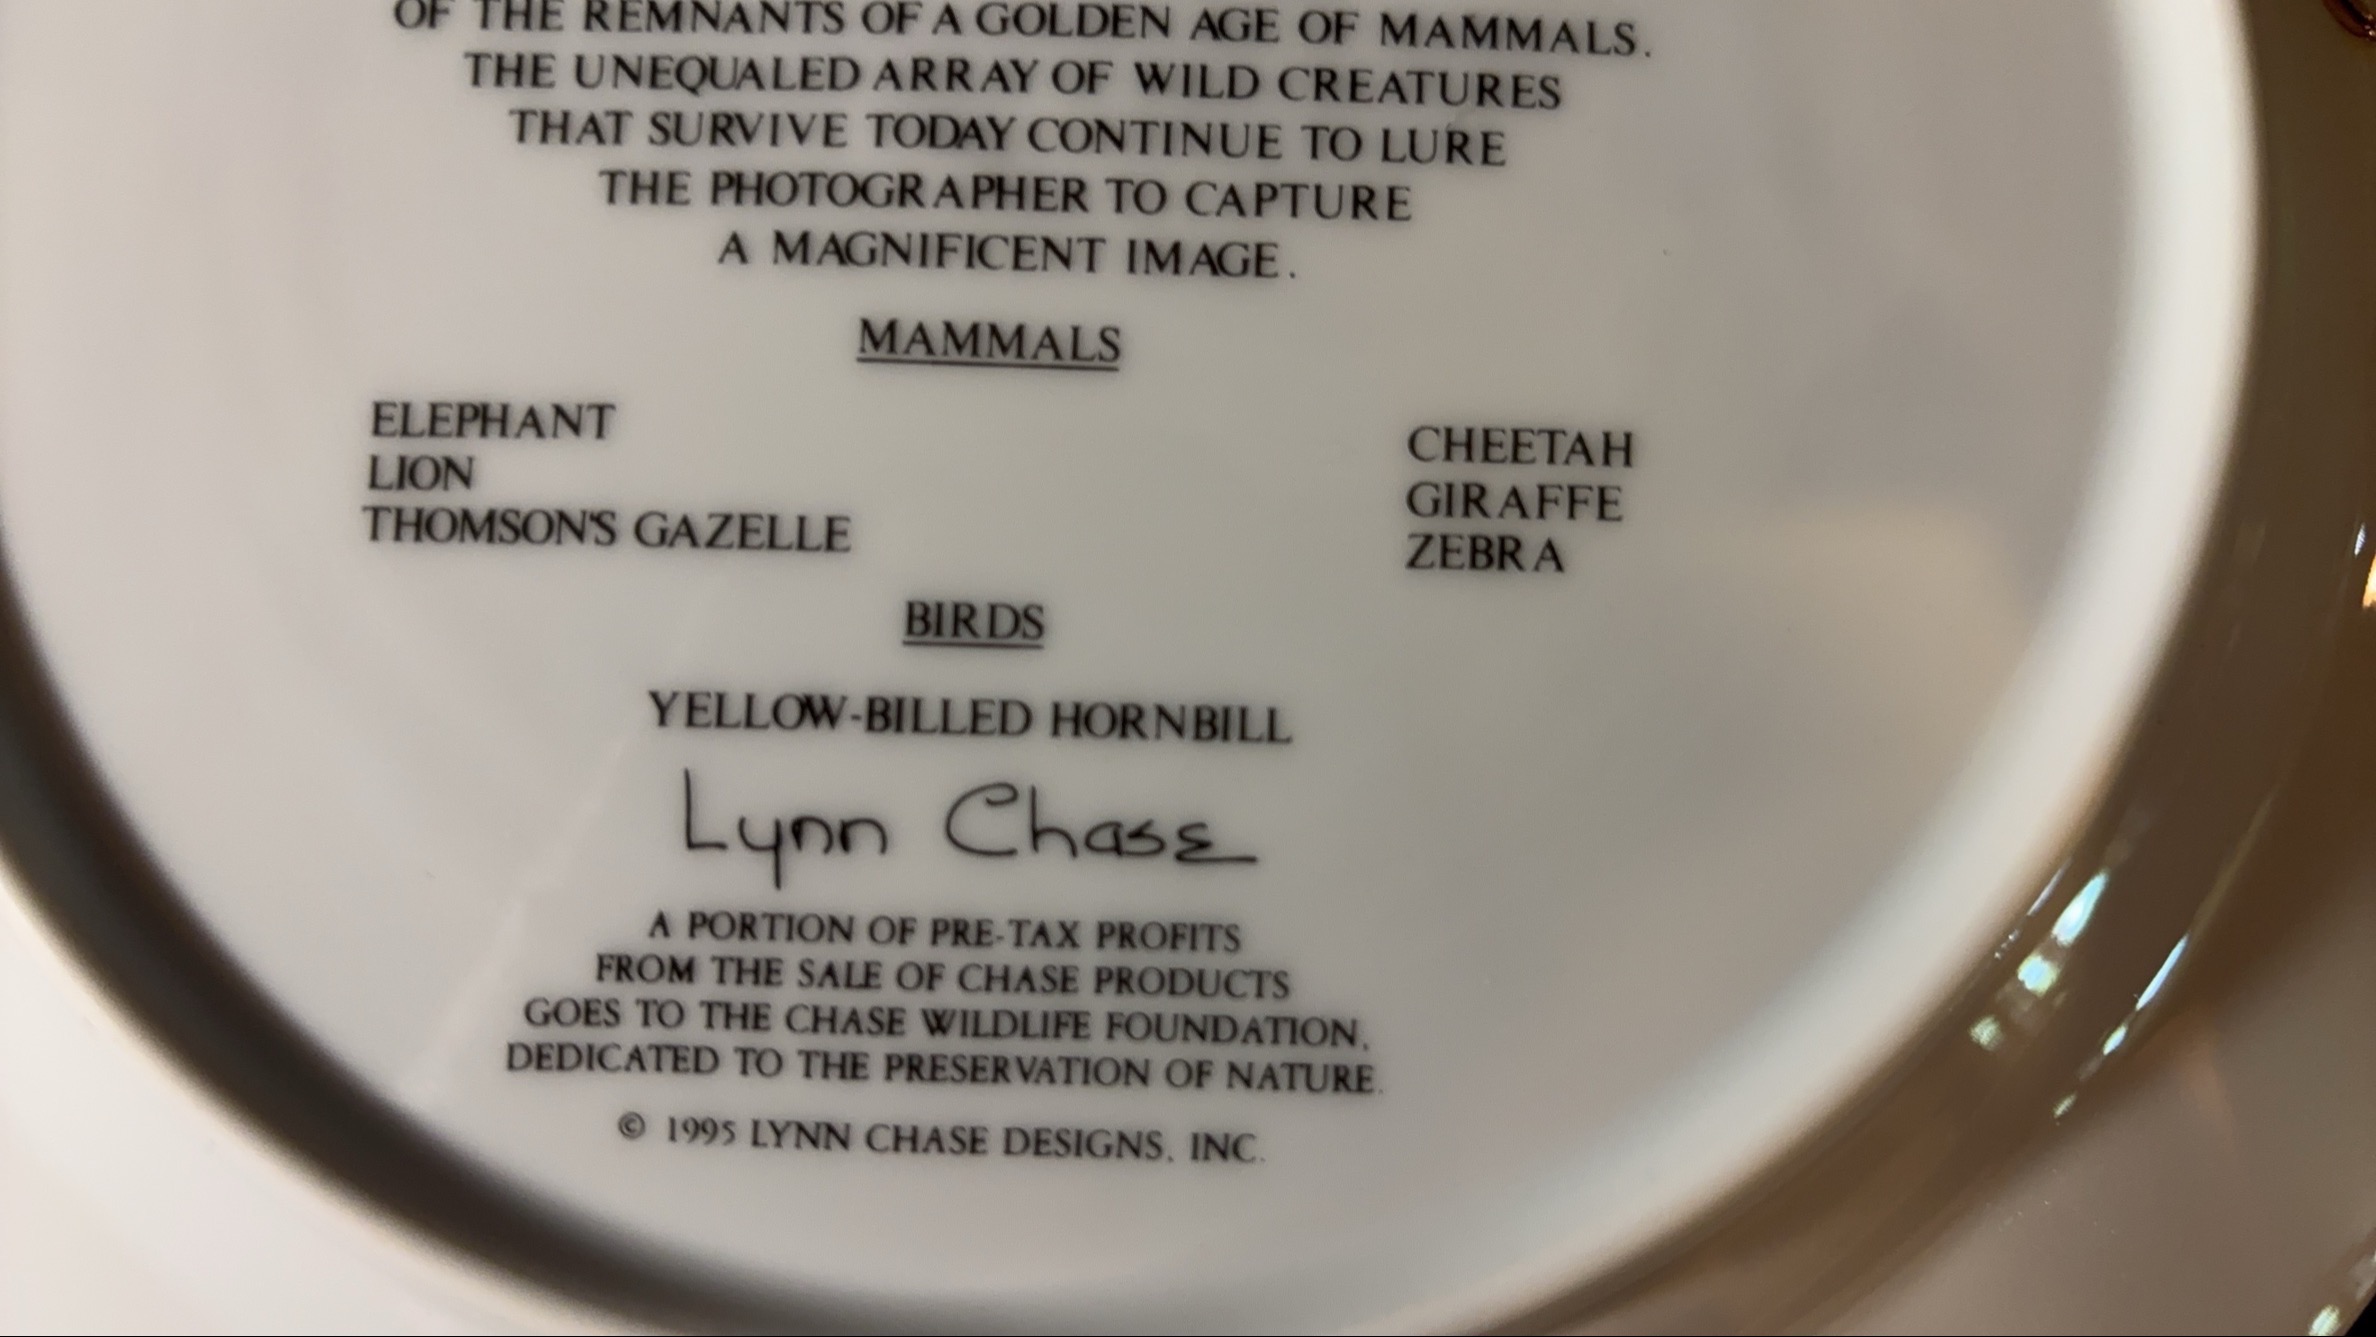 OF THE REMNANTS OF A GOLDEN AGE OF MAMMALS.
THE UNEQUALED ARRAY OF WILD CREATURES
THAT SURVIVE TODAY CONTINUE TO LURE
THE PHOTOGRAPHER TO CAPTURE
A MAGNIFICENT IMAGE.
MAMMALS
ELEPHANT
LION
THOMSON'S GAZELLE
CHEETAH
GIRAFFE
ZEBRA
BIRDS
YELLOW-BILLED HORNBILL
Lynn Chase
A PORTION OF PRE-TAX PROFITS
FROM THE SALE OF CHASE PRODUCTS
GOES TO THE CHASE WILDLIFE FOUNDATION,
DEDICATED TO THE PRESERVATION OF NATURE.
© 1995 LYNN CHASE DESIGNS, INC.